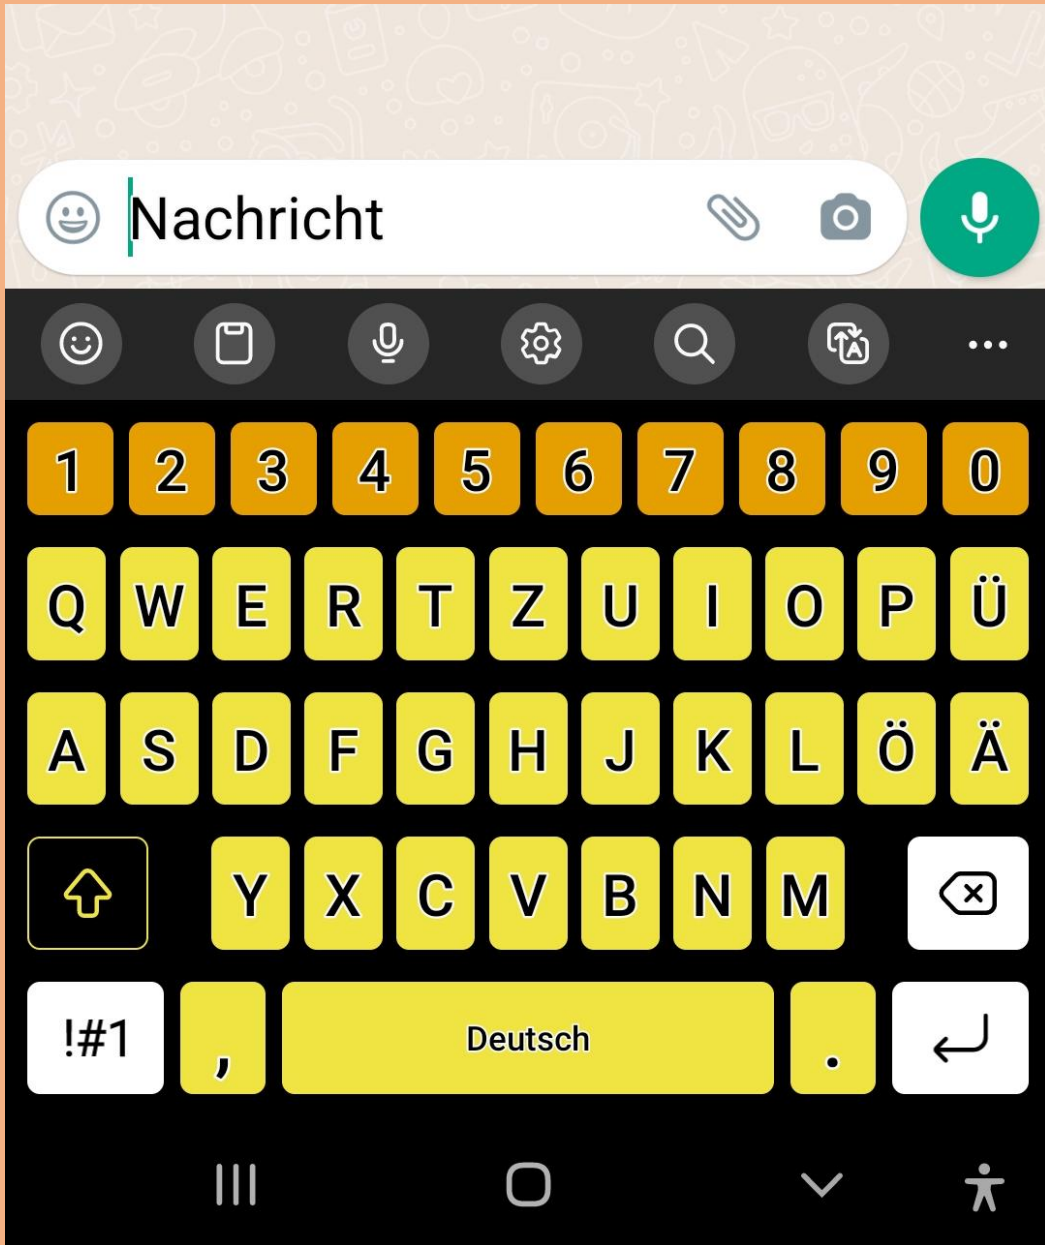 Nachricht
1 2 3 4 5 6 7 8 9 0
Q W E R T Z U I O P Ü
A S D F G H J K L Ö Ä
Y X C V B N M
!#1 , Deutsch .